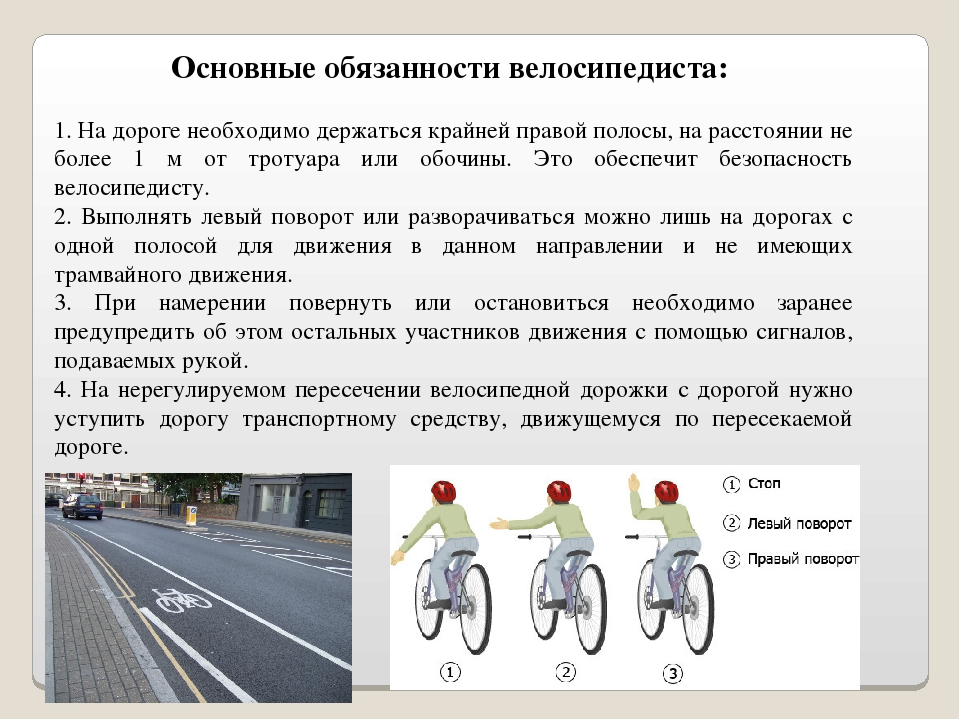 Основные обязанности велосипедиста:
1. На дороге необходимо держаться крайней правой полосы, на расстоянии не
более 1 м от тротуара или обочины. Это обеспечит безопасность
велосипедисту.
2. Выполнять левый поворот или разворачиваться можно лишь на дорогах с
одной полосой для движения в данном направлении и не имеющих
трамвайного движения.
3. При намерении повернуть или остановиться необходимо заранее
предупредить об этом остальных участников движения с помощью сигналов,
подаваемых рукой.
4. На нерегулируемом пересечении велосипедной дорожки с дорогой нужно
уступить дорогу транспортному средству, движущемуся по пересекаемой
дороге.
1 Стоп
2 Левый поворот
3 Правый поворот
1 2 3